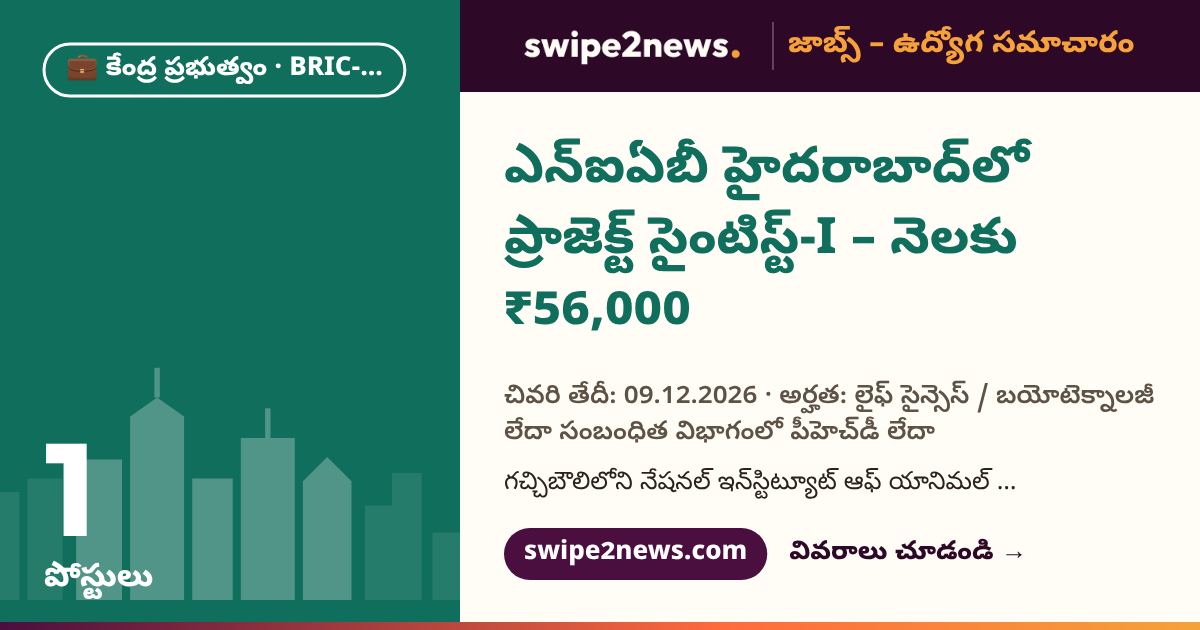 💼 కేంద్ర ప్రభుత్వం · BRIC-...
swipe2news.
జాబ్స్ – ఉద్యోగ సమాచారం
ఎన్ఐఏబీ హైదరాబాద్‌లో
ప్రాజెక్ట్ సైంటిస్ట్-I – నెలకు
₹56,000
చివరి తేదీ: 09.12.2026 · అర్హత: లైఫ్ సైన్సెస్ / బయోటెక్నాలజీ
లేదా సంబంధిత విభాగంలో పీహెచ్‌డీ లేదా
గచ్చిబౌలిలోని నేషనల్ ఇన్‌స్టిట్యూట్ ఆఫ్ యానిమల్ ...
1
పోస్టులు
swipe2news.com
వివరాలు చూడండి →